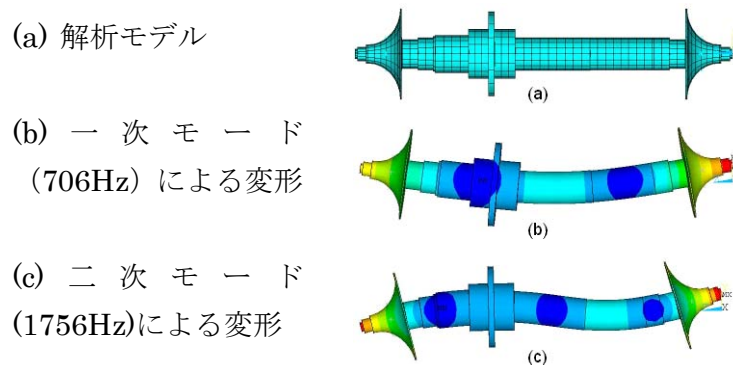 (a) 解析モデル
(a)
(b) 一 次 モ ー ド
（706Hz）による変形
(b)
(c) 二 次 モ ー ド
(1756Hz)による変形
MX
X
(c)